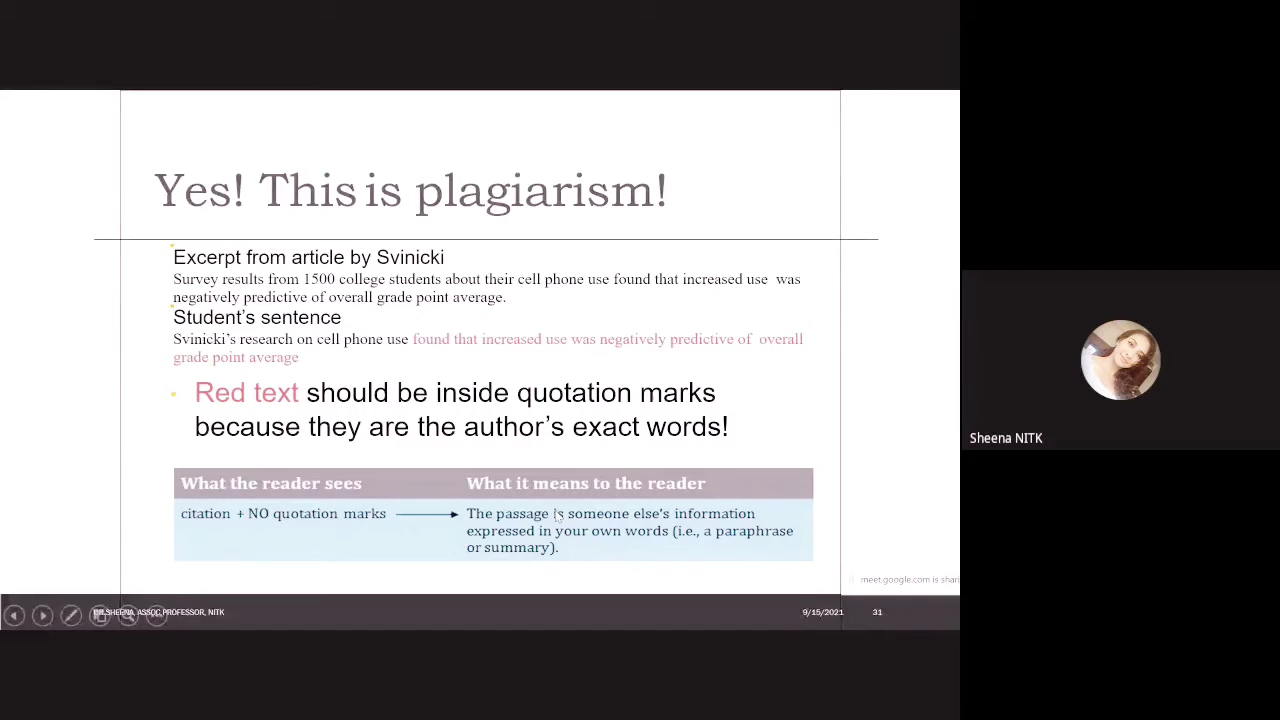 Yes! This is plagiarism!
Excerpt from article by Svinicki
Survey results from 1500 college students about their cell phone use found that increased use was
negatively predictive of overall grade point average.
Student’s sentence
Svinicki’s research on cell phone use found that increased use was negatively predictive of overall
grade point average
Red text should be inside quotation marks
because they are the author’s exact words!
What the reader sees What it means to the reader
citation + NO quotation marks The passage is someone else’s information
expressed in your own words (i.e., a paraphrase
or summary).
meet.google.com is shari
DR.SHEENA, ASSOC.PROFESSOR, NITK 9/15/2021 31
Sheena NITK